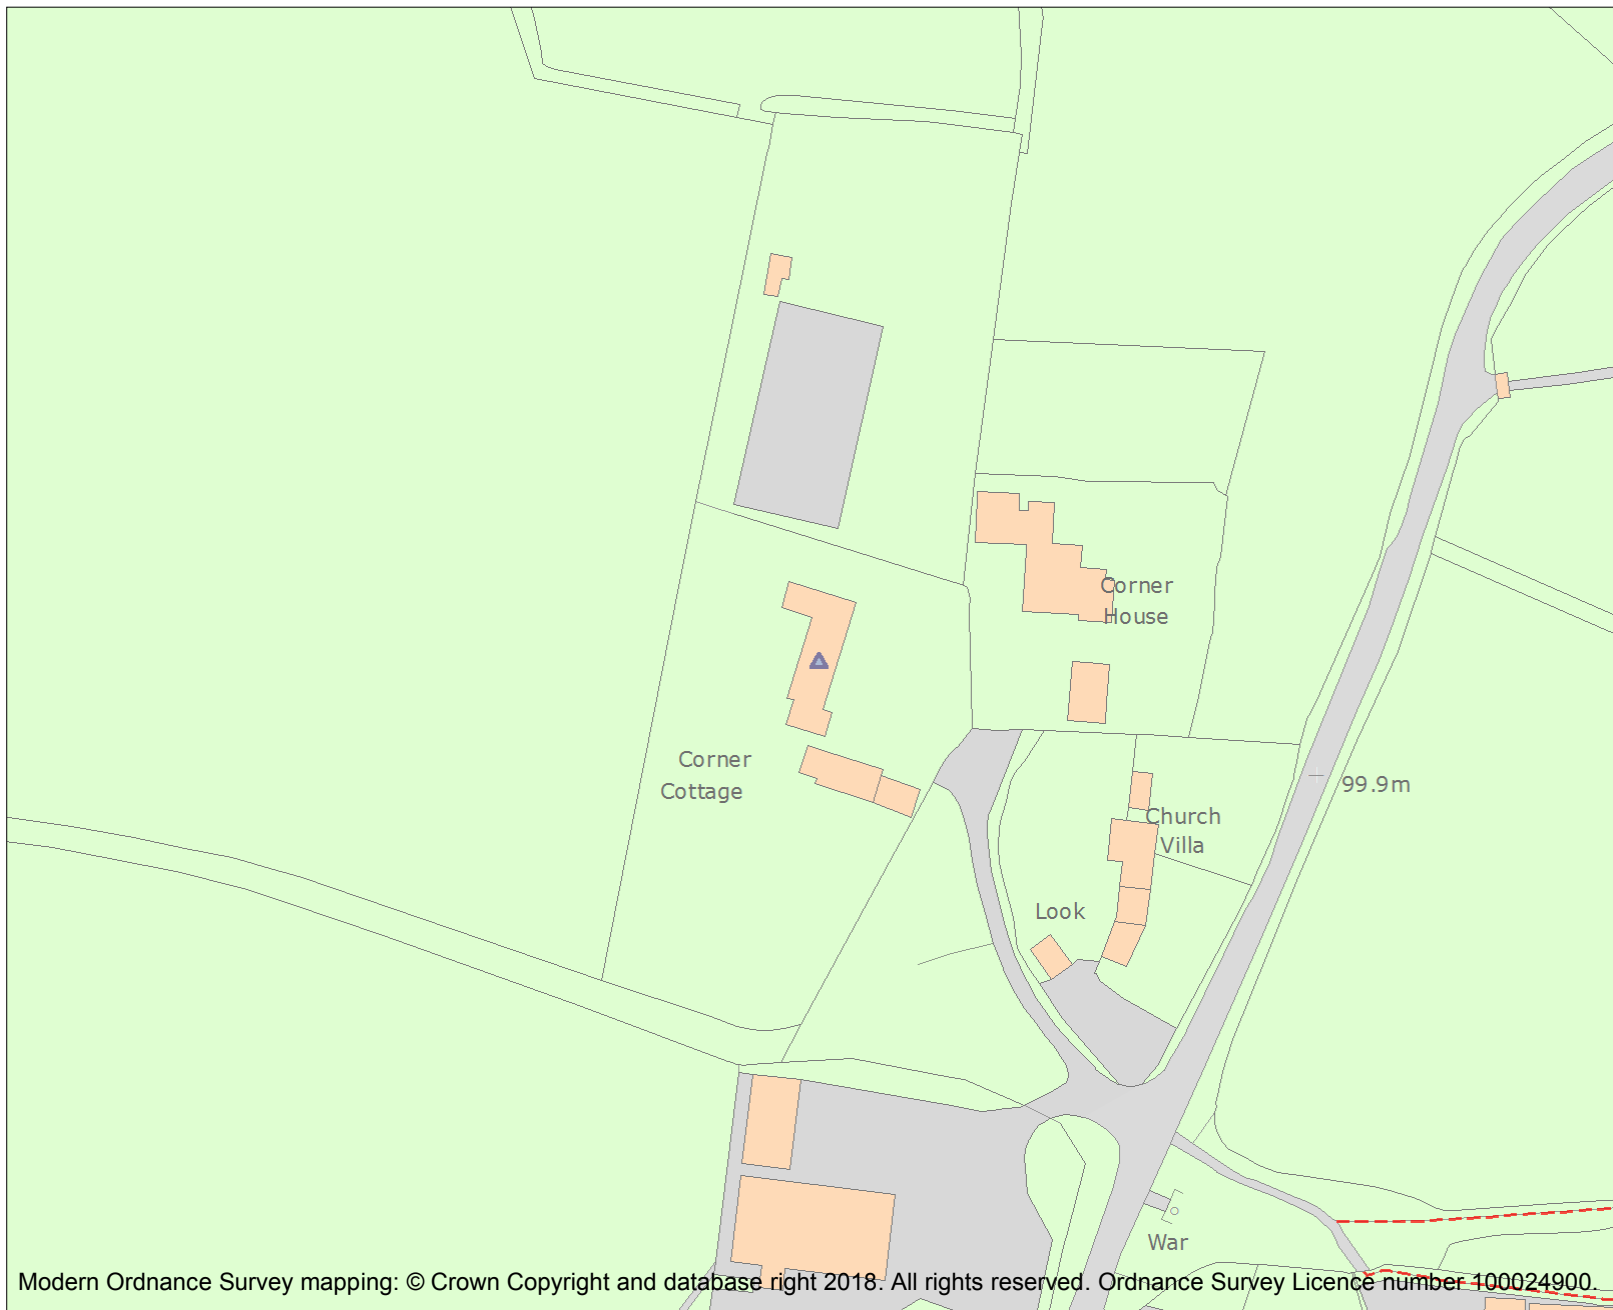 Corner
House
Corner
Cottage
99.9m
Church
Villa
Look
War
Modern Ordnance Survey mapping: © Crown Copyright and database right 2018. All rights reserved. Ordnance Survey Licence number 100024900.